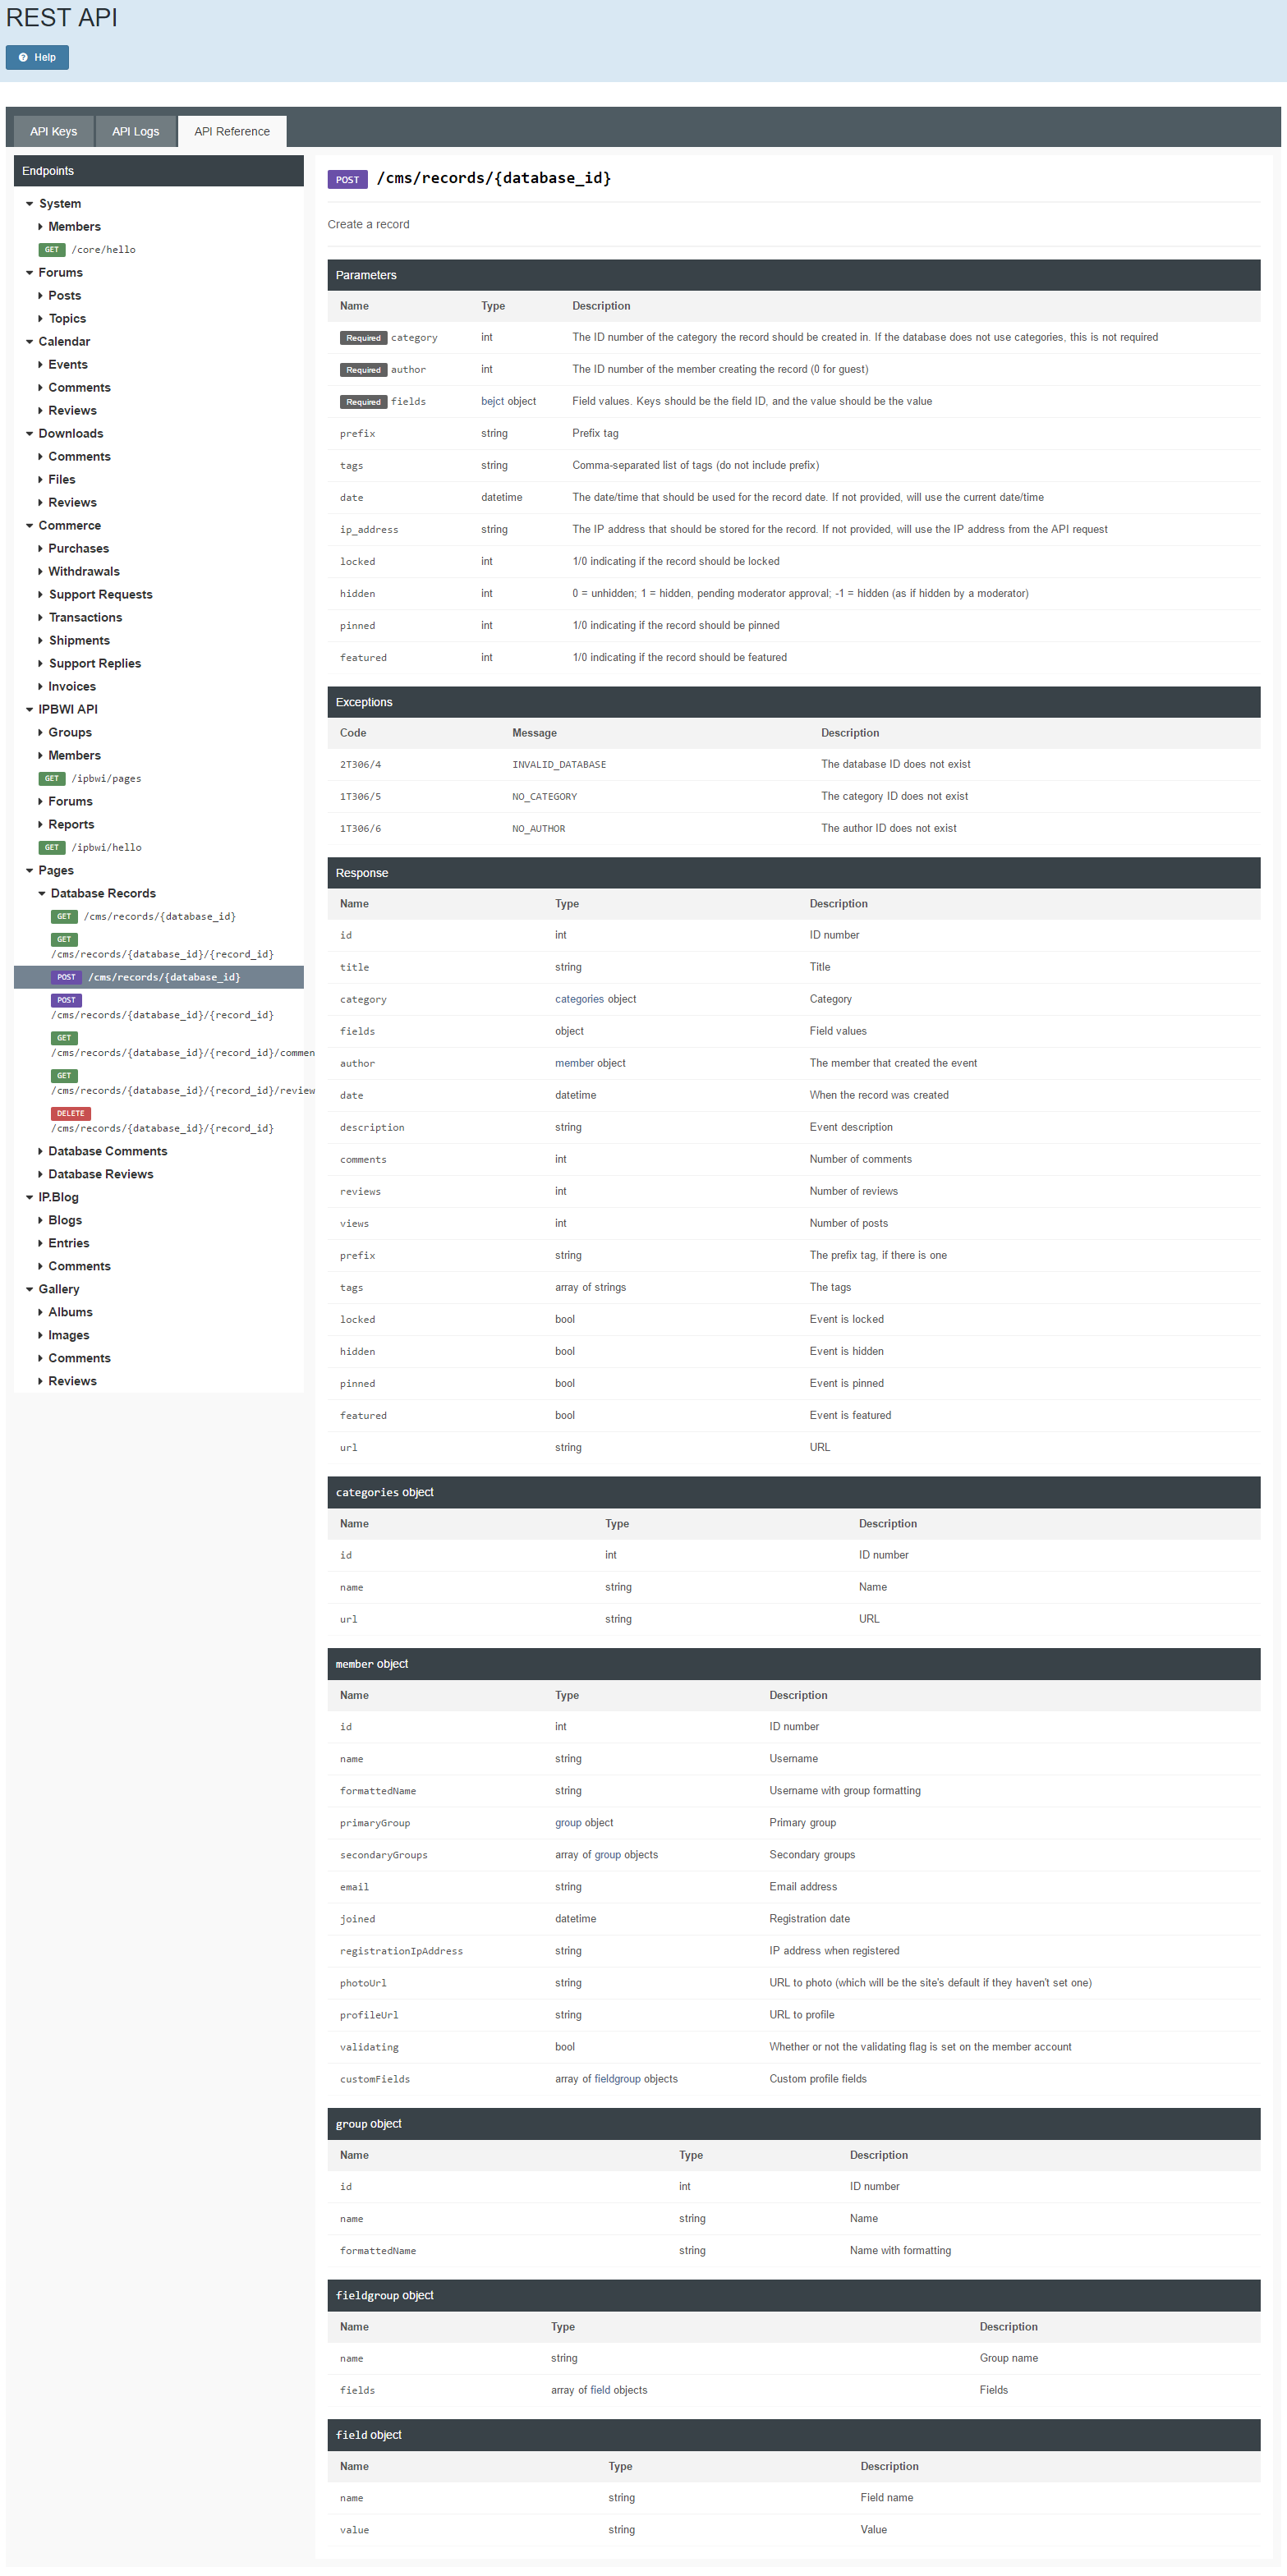 REST API
Help
API Keys
API Logs
API Reference
Endpoints
System
Members
GET /core/hello
Forums
Posts
Topics
Calendar
Events
Comments
Reviews
Downloads
Comments
Files
Reviews
Commerce
Purchases
Withdrawals
Support Requests
Transactions
Shipments
Support Replies
Invoices
IPBWI API
Groups
Members
GET /ipbwi/pages
Forums
Reports
GET /ipbwi/hello
Pages
Database Records
GET /cms/records/{database_id}
GET
/cms/records/{database_id}/{record_id}
POST /cms/records/{database_id}
POST
/cms/records/{database_id}/{record_id}
GET
/cms/records/{database_id}/{record_id}/commen
GET
/cms/records/{database_id}/{record_id}/review
DELETE
/cms/records/{database_id}/{record_id}
Database Comments
Database Reviews
IP.Blog
Blogs
Entries
Comments
Gallery
Albums
Images
Comments
Reviews
POST /cms/records/{database_id}
Create a record
Parameters
Name Type Description
Required category int The ID number of the category the record should be created in. If the database does not use categories, this is not required
Required author int The ID number of the member creating the record (0 for guest)
Required fields bejct object Field values. Keys should be the field ID, and the value should be the value
prefix string Prefix tag
tags string Comma-separated list of tags (do not include prefix)
date datetime The date/time that should be used for the record date. If not provided, will use the current date/time
ip_address string The IP address that should be stored for the record. If not provided, will use the IP address from the API request
locked int 1/0 indicating if the record should be locked
hidden int 0 = unhidden; 1 = hidden, pending moderator approval; -1 = hidden (as if hidden by a moderator)
pinned int 1/0 indicating if the record should be pinned
featured int 1/0 indicating if the record should be featured
Exceptions
Code Message Description
2T306/4 INVALID_DATABASE The database ID does not exist
1T306/5 NO_CATEGORY The category ID does not exist
1T306/6 NO_AUTHOR The author ID does not exist
Response
Name Type Description
id int ID number
title string Title
category categories object Category
fields object Field values
author member object The member that created the event
date datetime When the record was created
description string Event description
comments int Number of comments
reviews int Number of reviews
views int Number of posts
prefix string The prefix tag, if there is one
tags array of strings The tags
locked bool Event is locked
hidden bool Event is hidden
pinned bool Event is pinned
featured bool Event is featured
url string URL
categories object
Name Type Description
id int ID number
name string Name
url string URL
member object
Name Type Description
id int ID number
name string Username
formattedName string Username with group formatting
primaryGroup group object Primary group
secondaryGroups array of group objects Secondary groups
email string Email address
joined datetime Registration date
registrationIpAddress string IP address when registered
photoUrl string URL to photo (which will be the site's default if they haven't set one)
profileUrl string URL to profile
validating bool Whether or not the validating flag is set on the member account
customFields array of fieldgroup objects Custom profile fields
group object
Name Type Description
id int ID number
name string Name
formattedName string Name with formatting
fieldgroup object
Name Type Description
name string Group name
fields array of field objects Fields
field object
Name Type Description
name string Field name
value string Value